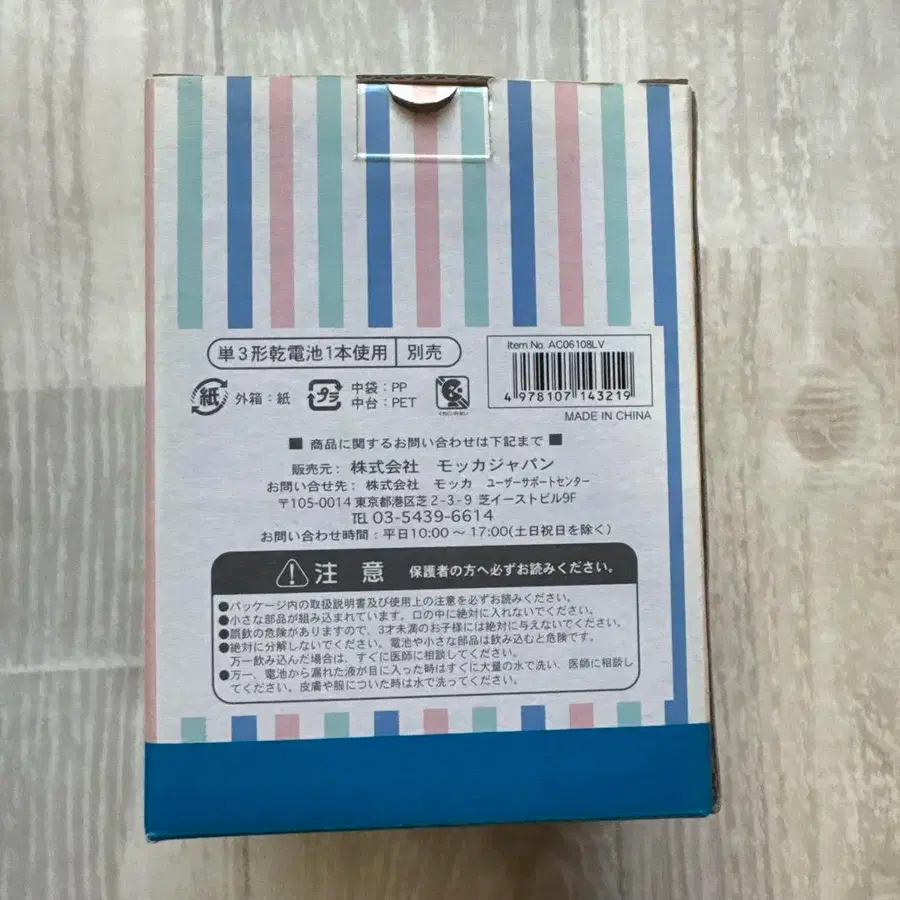 単3形乾電池1本使用 別売
Item No. AC06108LV
4 978107 143219
MADE IN CHINA
紙 外箱：紙
プラ 中袋：PP
中台：PET
■ 商品に関するお問い合わせは下記まで ■
販売元：株式会社 モッカジャパン
お問い合せ先：株式会社 モッカ ユーザーサポートセンター
〒105-0014 東京都港区芝2-3-9 芝イーストビル9F
TEL 03-5439-6614
お問い合わせ時間：平日10:00～17:00(土日祝日を除く)
注 意 保護者の方へ必ずお読みください。
●パッケージ内の取扱説明書及び使用上の注意を必ずお読みください。
●小さな部品が組み込まれています。口の中に絶対に入れないでください。
●誤飲の危険がありますので、3才未満のお子様には絶対に与えないでください。
●絶対に分解しないでください。電池や小さな部品は飲み込むと危険です。
万一飲み込んだ場合は、すぐに医師に相談してください。
●万一、電池から漏れた液が目に入った時はすぐに大量の水で洗い、医師に相談し
てください。皮膚や服についた時は水で洗ってください。